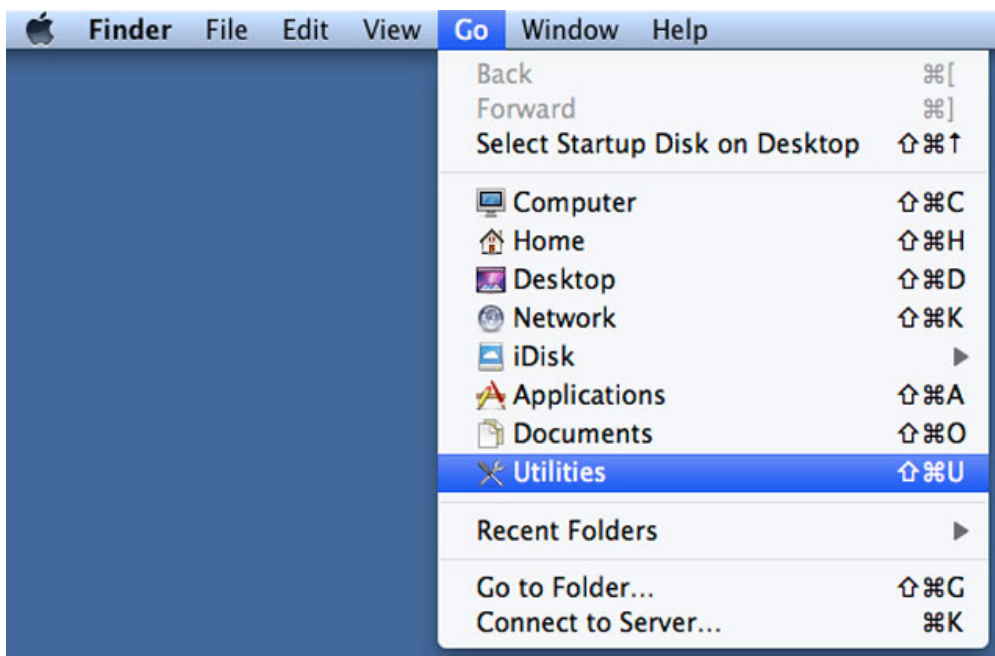 Finder File Edit View Go Window Help
Back ⌘[
Forward ⌘]
Select Startup Disk on Desktop ⇧⌘↑
Computer ⇧⌘C
Home ⇧⌘H
Desktop ⇧⌘D
Network ⇧⌘K
iDisk ▶
Applications ⇧⌘A
Documents ⇧⌘O
Utilities ⇧⌘U
Recent Folders ▶
Go to Folder... ⇧⌘G
Connect to Server... ⌘K